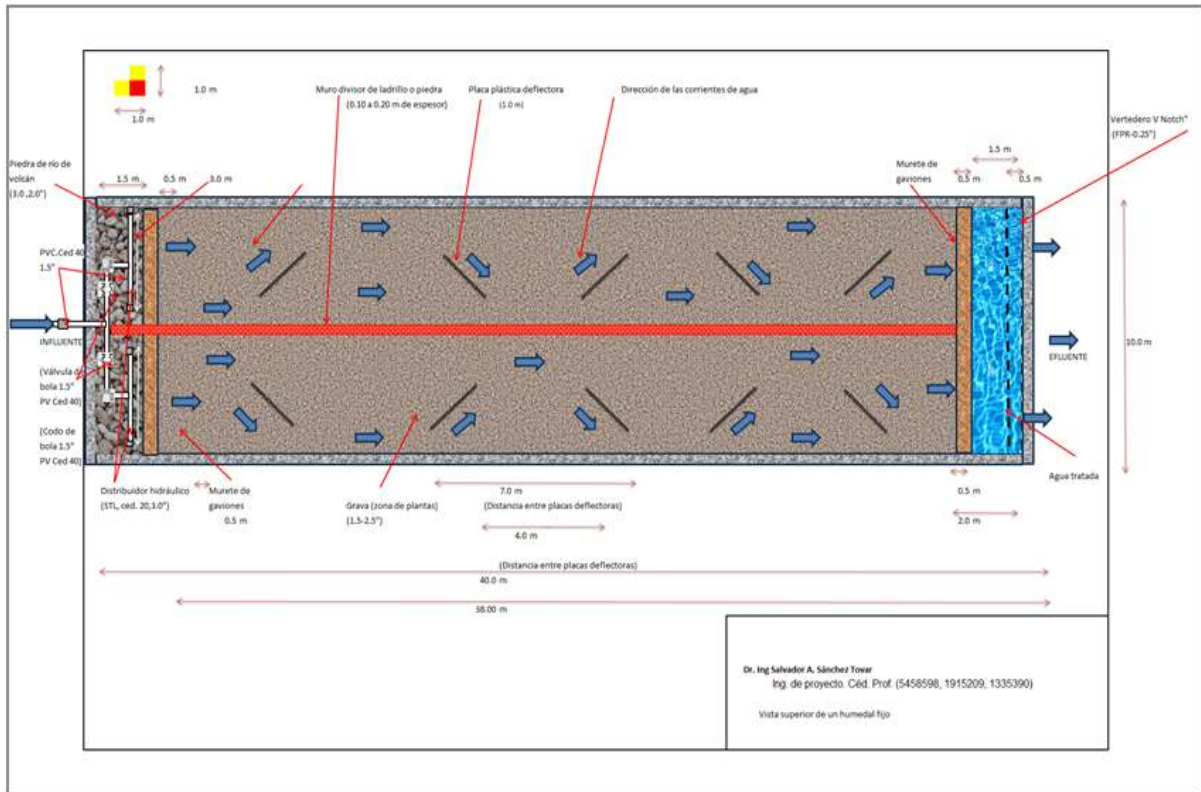 1.0 m
1.0 m
Muro divisor de ladrillo o piedra
(0.10 a 0.20 m de espesor)
Placa plástica deflectora
(1.0 m)
Dirección de las corrientes de agua
Vertedero V Notch"
(FPR-0.25")
Piedra de río de
volcán
(3.0 ,2.0")
1.5 m
0.5 m
3.0 m
Murete de
gaviones
1.5 m
0.5 m
0.5 m
PVC.Ced 40
1.5"
INFLUENTE
(Válvula d
bola 1.5"
PV Ced 40)
(Codo de
bola 1.5"
PV Ced 40)
10.0 m
EFLUENTE
Agua tratada
Distribuidor hidráulico
(STL, ced. 20,3.0")
Murete de
gaviones
0.5 m
Grava (zona de plantas)
(1.5-2.5")
7.0 m
(Distancia entre placas deflectoras)
4.0 m
0.5 m
2.0 m
(Distancia entre placas deflectoras)
40.0 m
38.00 m
Dr. Ing Salvador A. Sánchez Tovar
Ing. de proyecto. Céd. Prof. (5458598, 1915209, 1335390)
Vista superior de un humedal fijo